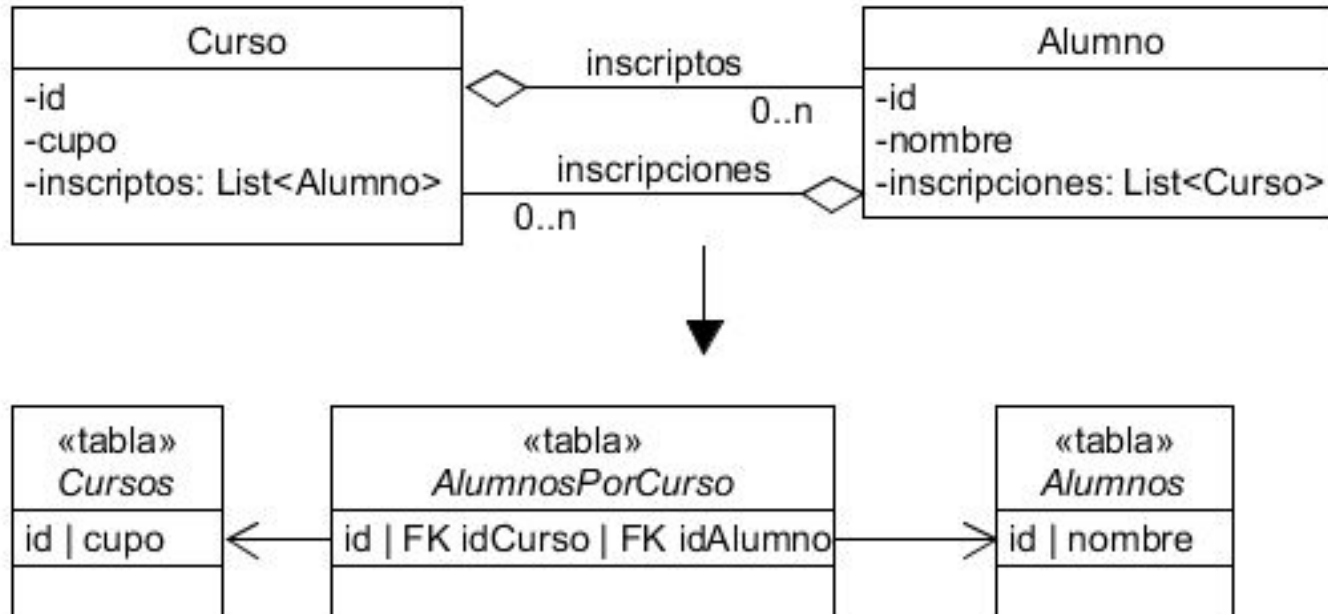 Curso
-id
-cupo
-inscriptos: List<Alumno>
inscriptos
0..n
inscripciones
0..n
Alumno
-id
-nombre
-inscripciones: List<Curso>
«tabla»
Cursos
id | cupo
«tabla»
AlumnosPorCurso
id | FK idCurso | FK idAlumno
«tabla»
Alumnos
id | nombre